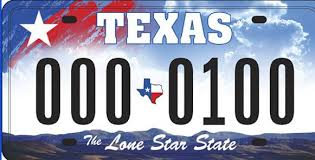 TEXAS
000 0100
The Lone Star State